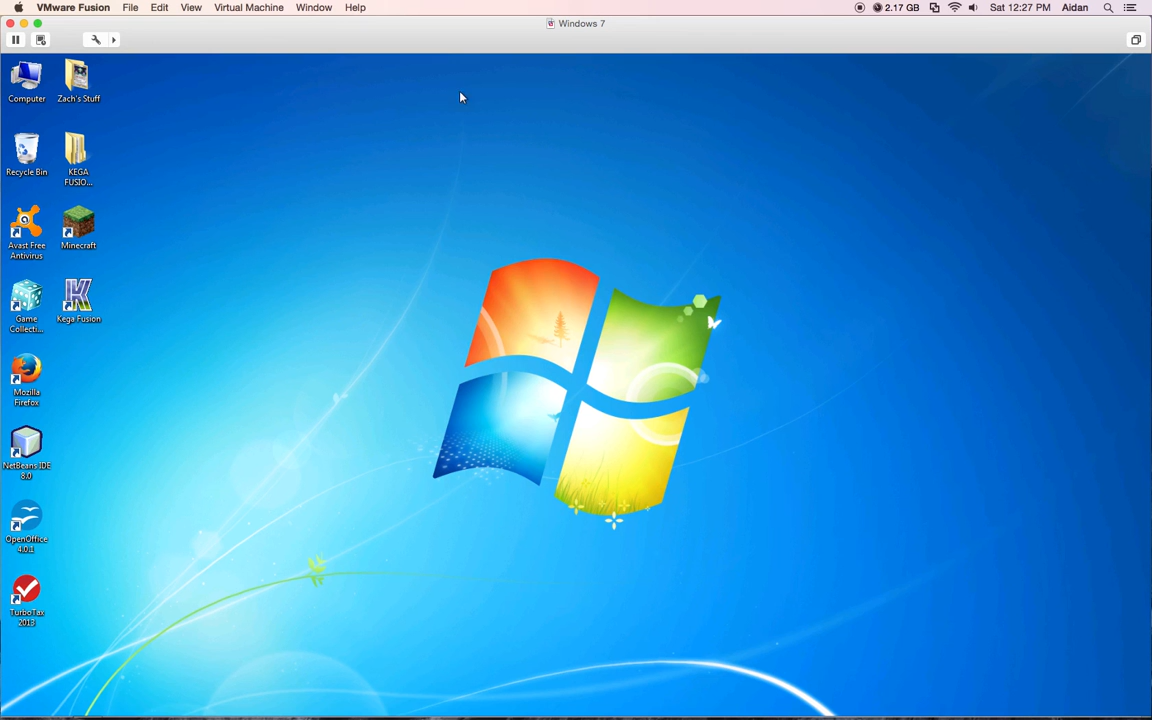 VMware Fusion File Edit View Virtual Machine Window Help 2.17 GB Sat 12:27 PM Aidan
Windows 7
Computer
Zach's Stuff
Recycle Bin
KEGA
FUSIO...
Avast Free
Antivirus
Minecraft
Game
Collecti...
Kega Fusion
Mozilla
Firefox
NetBeans IDE
8.0
OpenOffice
4.0.1
TurboTax
2013